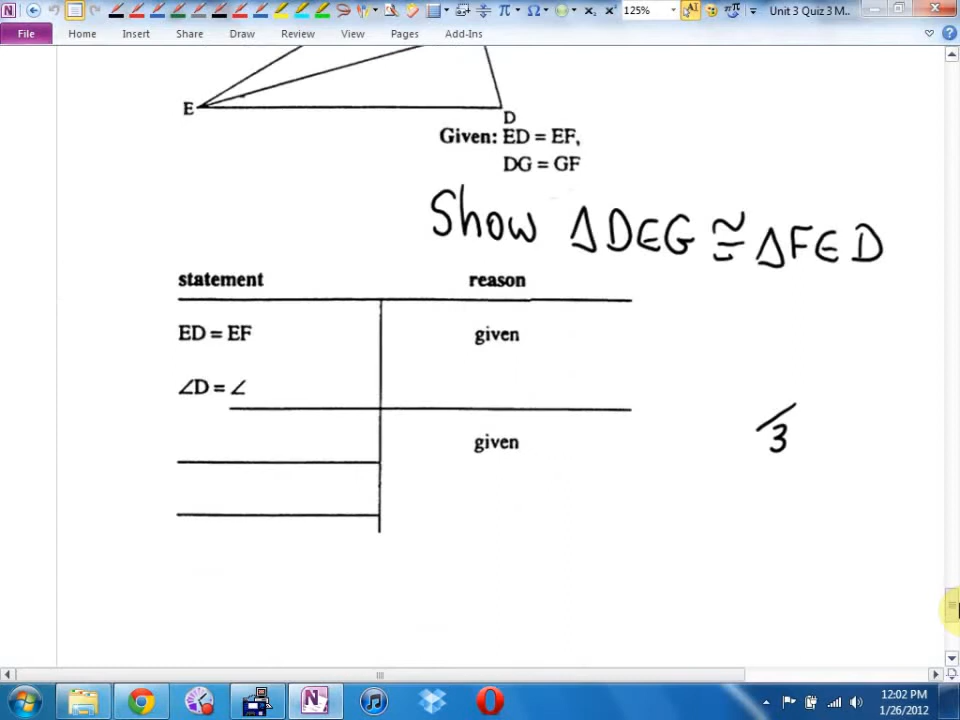 125%
Unit 3 Quiz 3 M..
File Home Insert Share Draw Review View Pages Add-Ins
E
D
Given: ED = EF,
DG = GF
Show ΔDEG ≅ ΔFED
statement reason
ED = EF given
∠D = ∠
given
/3
12:02 PM
1/26/2012